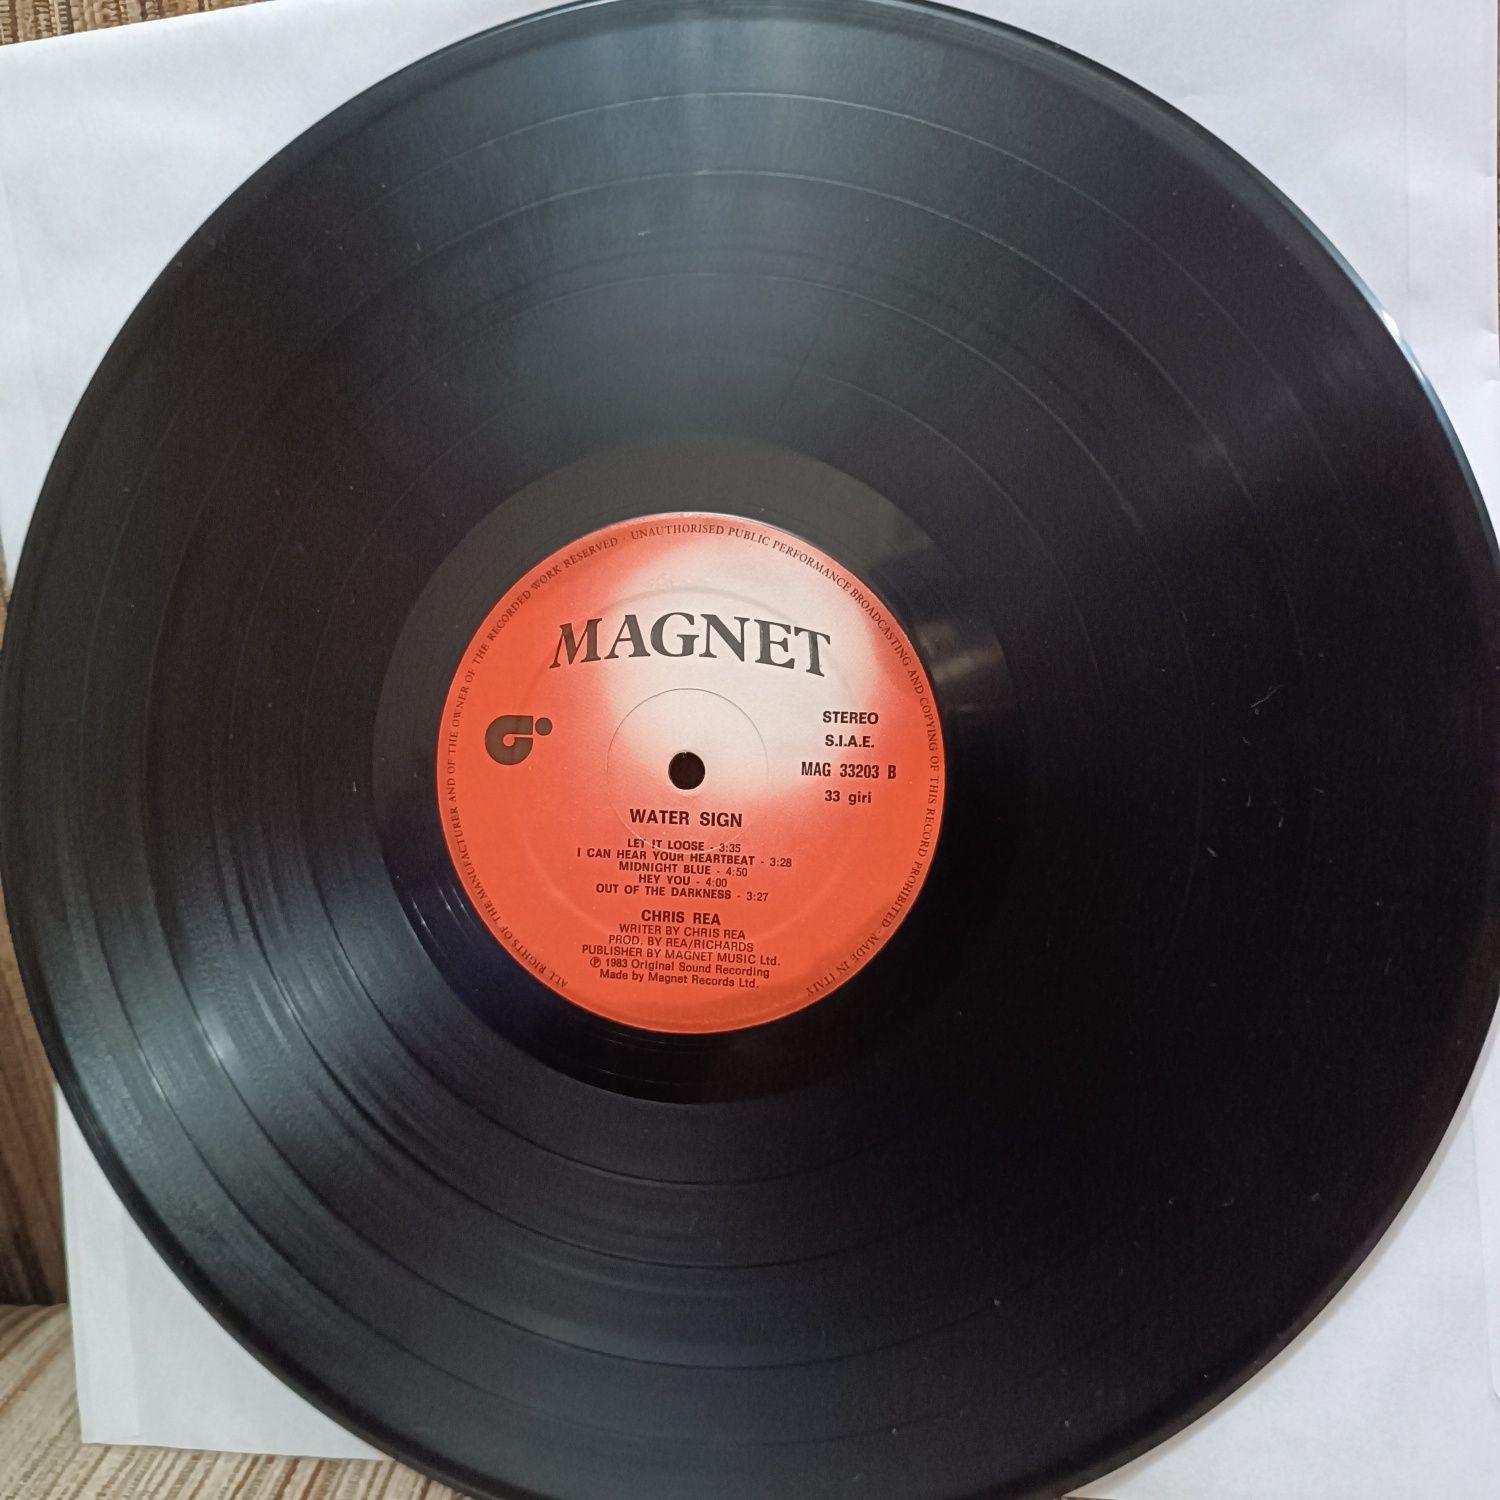 ALL RIGHTS OF THE MANUFACTURER AND OF THE OWNER OF THE RECORDED WORK RESERVED · UNAUTHORISED PUBLIC PERFORMANCE BROADCASTING AND COPYING OF THIS RECORD PROHIBITED · MADE IN ITALY
MAGNET
STEREO
S.I.A.E.
MAG 33203 B
33 giri
WATER SIGN
LET IT LOOSE - 3:35
I CAN HEAR YOUR HEARTBEAT - 3:28
MIDNIGHT BLUE - 4:50
HEY YOU - 4:00
OUT OF THE DARKNESS - 3:27
CHRIS REA
WRITER BY CHRIS REA
PROD. BY REA/RICHARDS
PUBLISHER BY MAGNET MUSIC Ltd.
℗ 1983 Original Sound Recording
Made by Magnet Records Ltd.